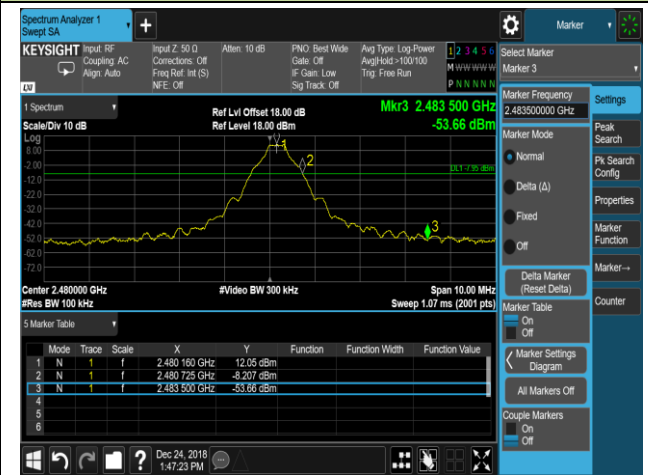 Spectrum Analyzer 1
Swept SA
+
Marker
KEYSIGHT
Input: RF
Coupling: AC
Align: Auto
Input Z: 50 Ω
Corrections: Off
Freq Ref: Int (S)
NFE: Off
Atten: 10 dB
PNO: Best Wide
Gate: Off
IF Gain: Low
Sig Track: Off
Avg Type: Log-Power
Avg|Hold:>100/100
Trig: Free Run
1 2 3 4 5 6
M W W W W W
P N N N N N
LXI
Select Marker
Marker 3
1 Spectrum
Scale/Div 10 dB
Ref Lvl Offset 18.00 dB
Ref Level 18.00 dBm
Mkr3 2.483 500 GHz
-53.66 dBm
Log
8.00
-2.00
-12.0
-22.0
-32.0
-42.0
-52.0
-62.0
-72.0
1
2
3
DL1 -7.95 dBm
Center 2.480000 GHz
#Res BW 100 kHz
#Video BW 300 kHz
Span 10.00 MHz
Sweep 1.07 ms (2001 pts)
5 Marker Table
Mode Trace Scale X Y Function Function Width Function Value
1 N 1 f 2.480 160 GHz 12.05 dBm
2 N 1 f 2.480 725 GHz -8.207 dBm
3 N 1 f 2.483 500 GHz -53.66 dBm
4
5
6
Marker Frequency
2.483500000 GHz
Marker Mode
Normal
Delta (Δ)
Fixed
Off
Delta Marker
(Reset Delta)
Marker Table
On
Off
Marker Settings
Diagram
All Markers Off
Couple Markers
On
Off
Settings
Peak
Search
Pk Search
Config
Properties
Marker
Function
Marker→
Counter
?
Dec 24, 2018
1:47:23 PM